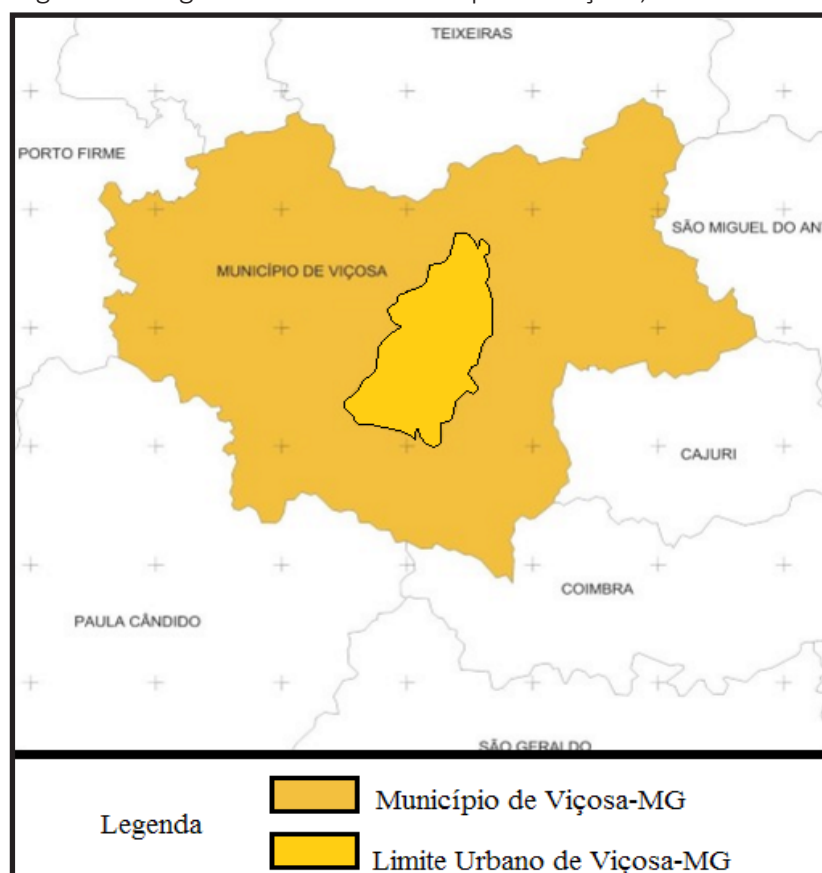 TEIXEIRAS
PORTO FIRME
SÃO MIGUEL DO AN
MUNICÍPIO DE VIÇOSA
CAJURI
COIMBRA
PAULA CÂNDIDO
SÃO GERALDO
Legenda
Município de Viçosa-MG
Limite Urbano de Viçosa-MG